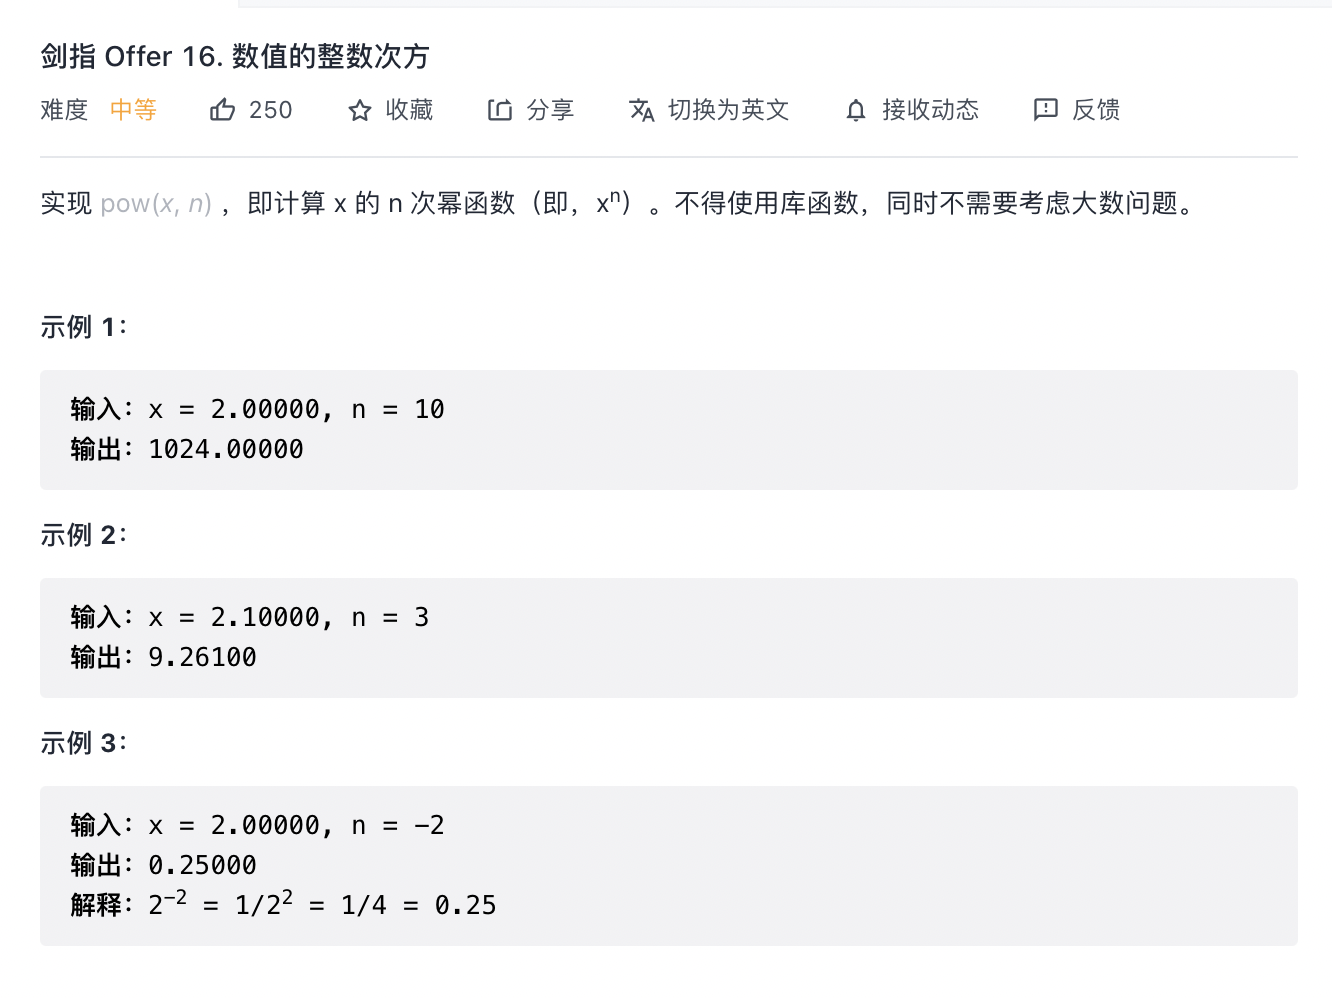 剑指 Offer 16. 数值的整数次方
难度 中等 250 收藏 分享 切换为英文 接收动态 反馈
实现 pow(x, n) ，即计算 x 的 n 次幂函数（即，xⁿ）。不得使用库函数，同时不需要考虑大数问题。
示例 1：
输入：x = 2.00000, n = 10
输出：1024.00000
示例 2：
输入：x = 2.10000, n = 3
输出：9.26100
示例 3：
输入：x = 2.00000, n = -2
输出：0.25000
解释：2⁻² = 1/2² = 1/4 = 0.25